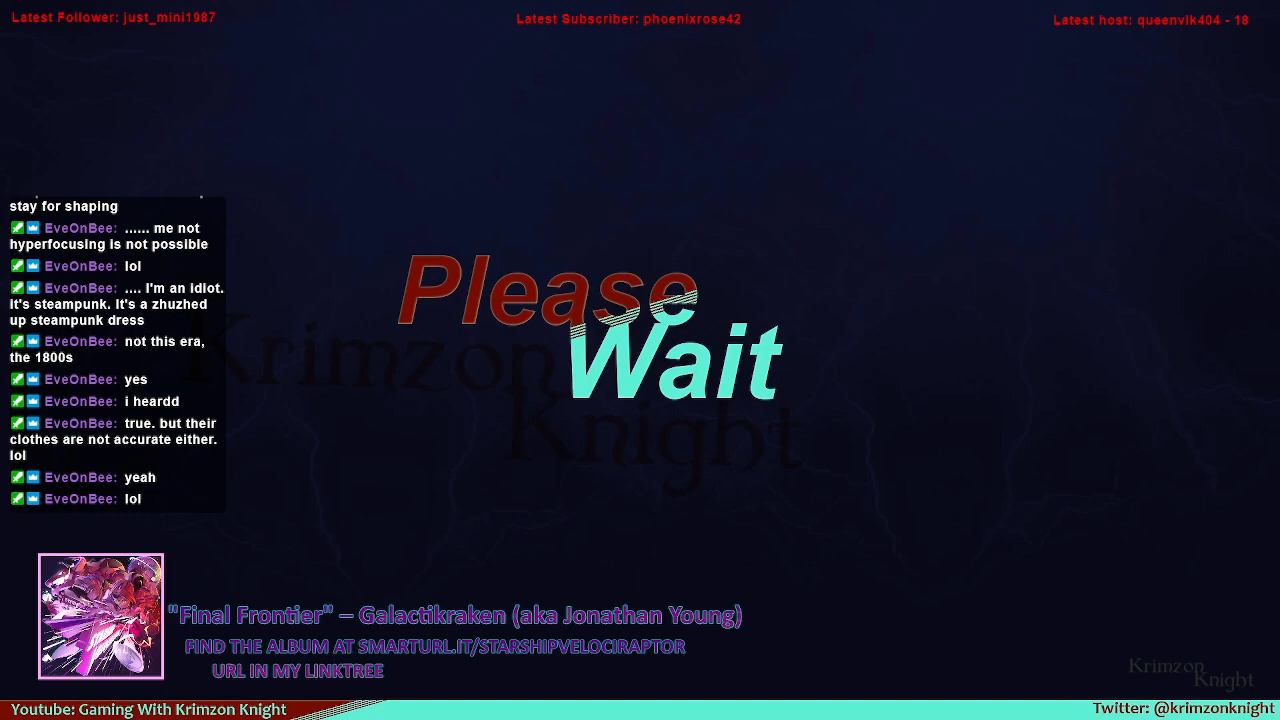 Latest Follower: just_mini1987
Latest Subscriber: phoenixrose42
Latest host: queenvik404 - 18
stay for shaping
EveOnBee: ...... me not
hyperfocusing is not possible
EveOnBee: lol
EveOnBee: .... I'm an idiot.
it's steampunk. It's a zhuzhed
up steampunk dress
EveOnBee: not this era,
the 1800s
EveOnBee: yes
EveOnBee: i heardd
EveOnBee: true. but their
clothes are not accurate either.
lol
EveOnBee: yeah
EveOnBee: lol
Please
Wait
Krimzon
Knight
"Final Frontier" – Galactikraken (aka Jonathan Young)
FIND THE ALBUM AT SMARTURL.IT/STARSHIPVELOCIRAPTOR
URL IN MY LINKTREE
Krimzon
Knight
Youtube: Gaming With Krimzon Knight
Twitter: @krimzonknight